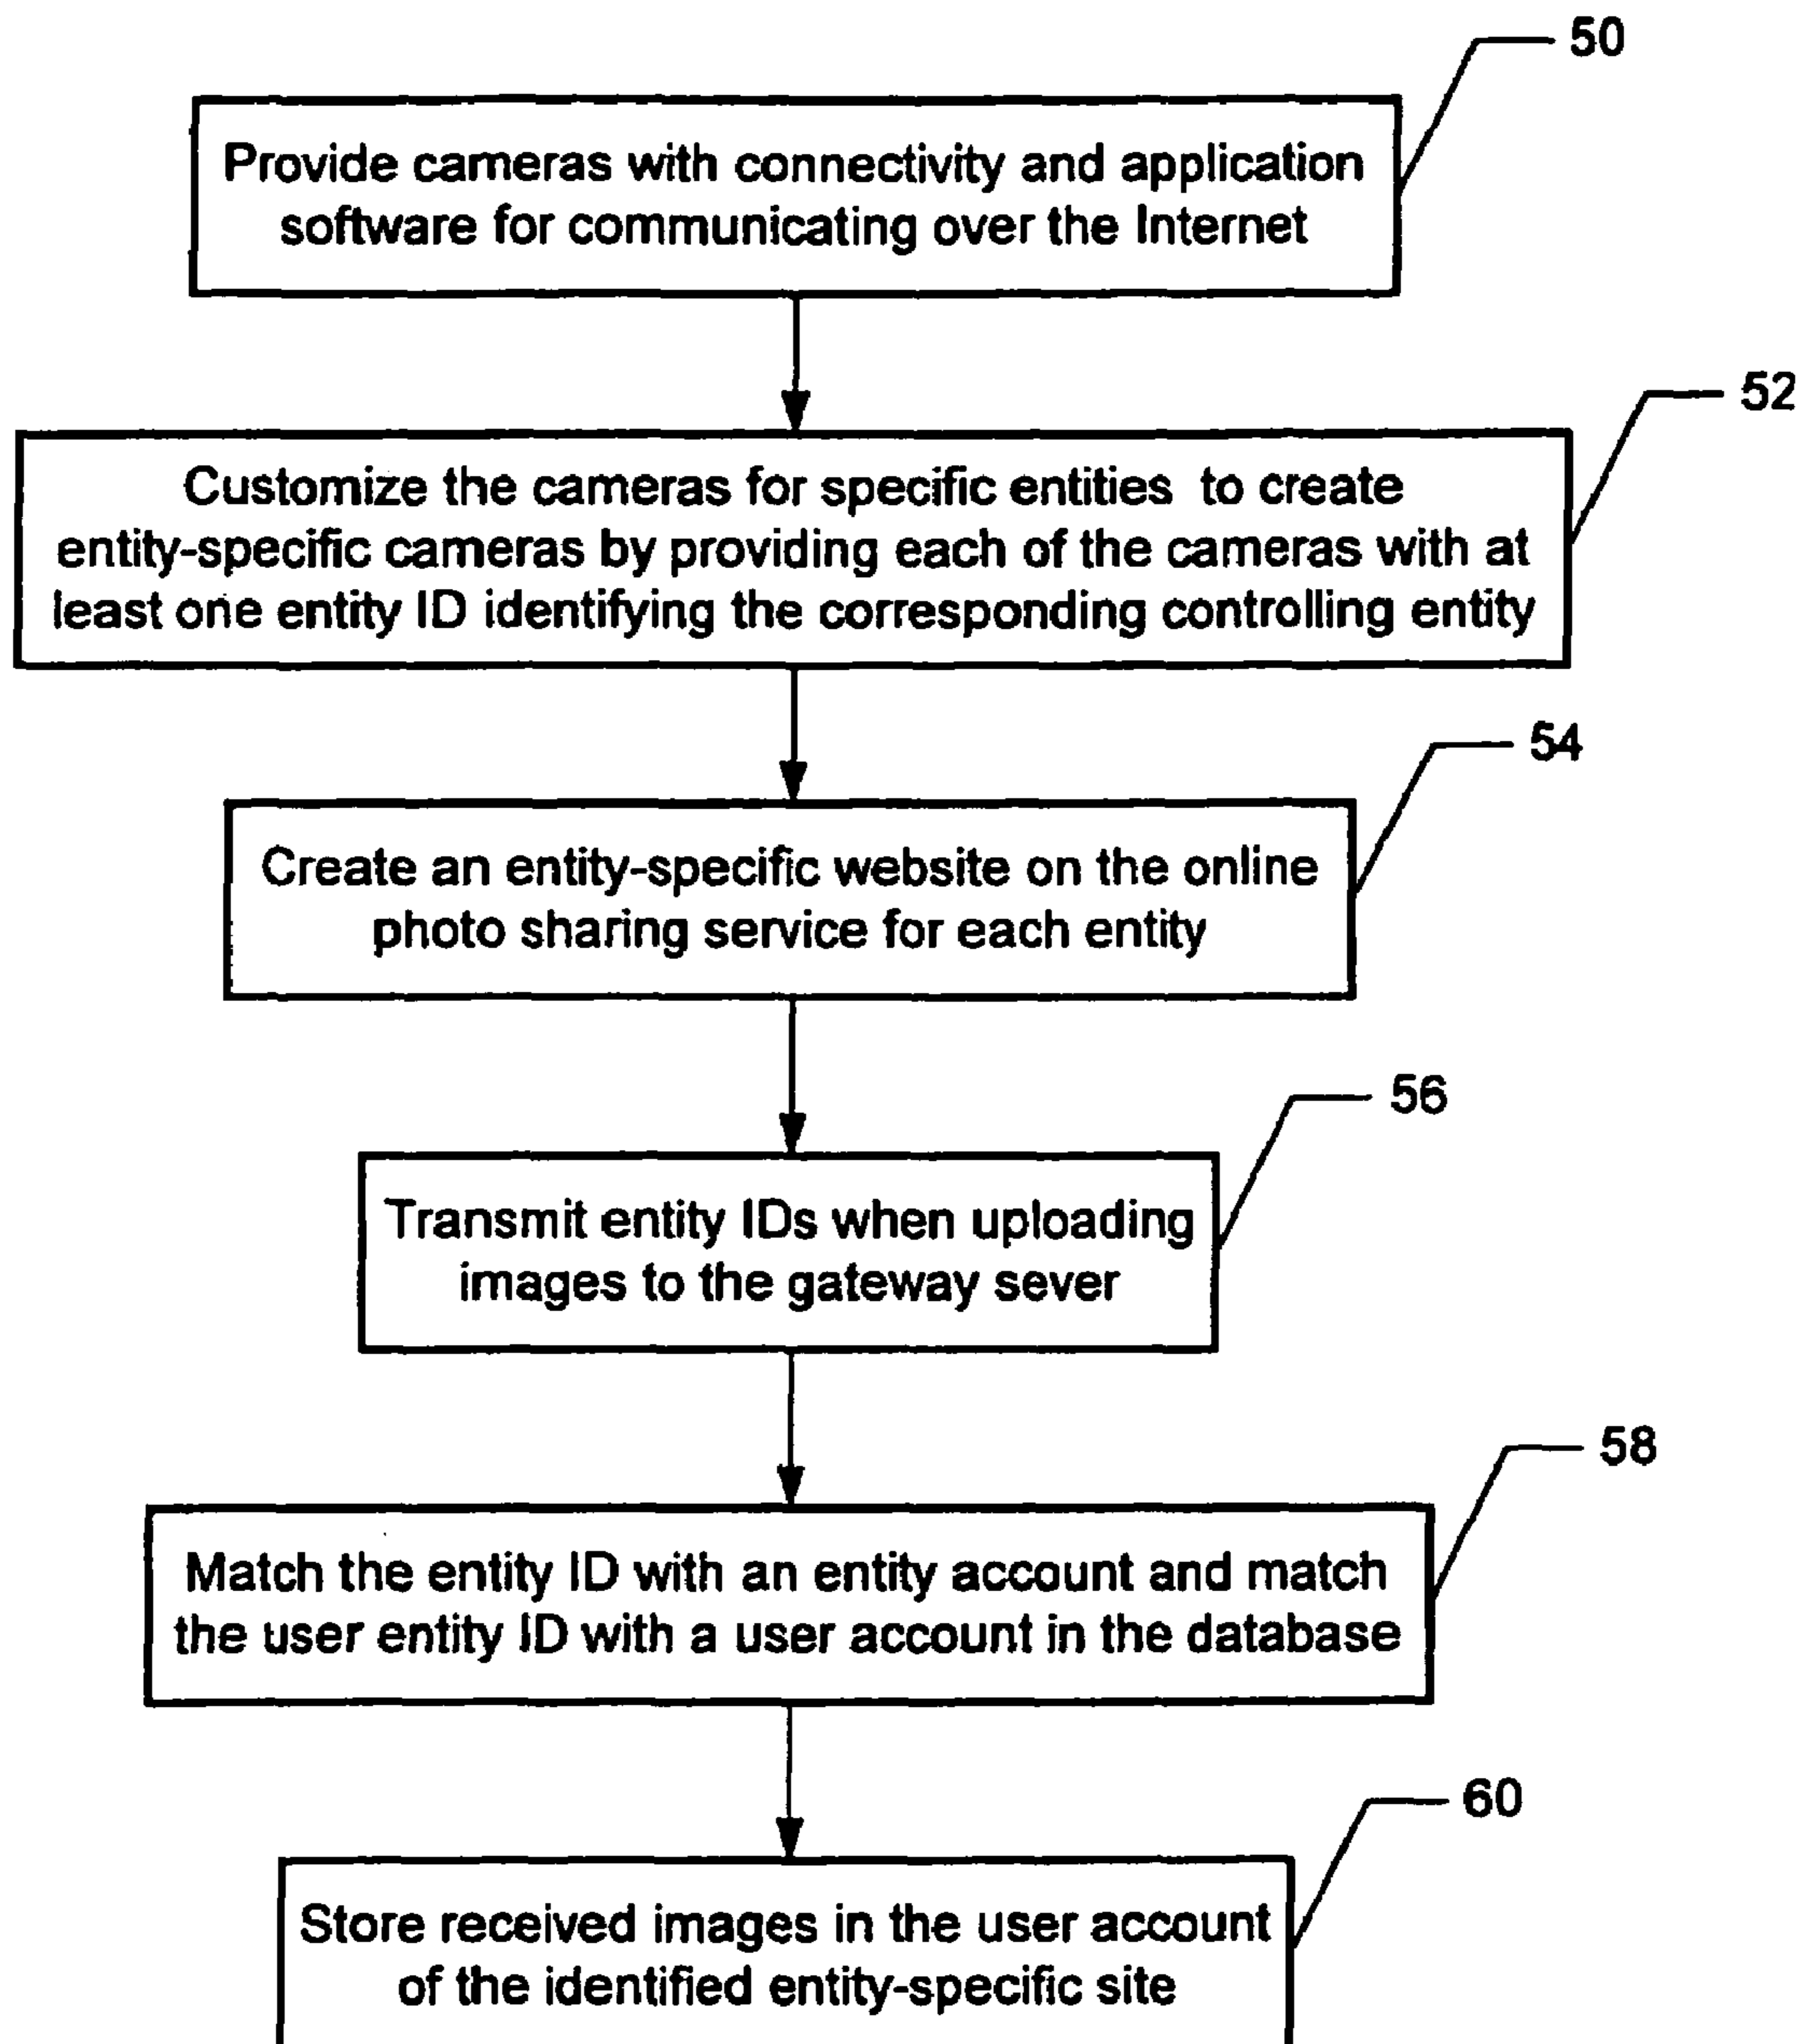 50
Provide cameras with connectivity and application
software for communicating over the Internet
52
Customize the cameras for specific entities to create
entity-specific cameras by providing each of the cameras with at
least one entity ID identifying the corresponding controlling entity
54
Create an entity-specific website on the online
photo sharing service for each entity
56
Transmit entity IDs when uploading
images to the gateway sever
58
Match the entity ID with an entity account and match
the user entity ID with a user account in the database
60
Store received images in the user account
of the identified entity-specific site